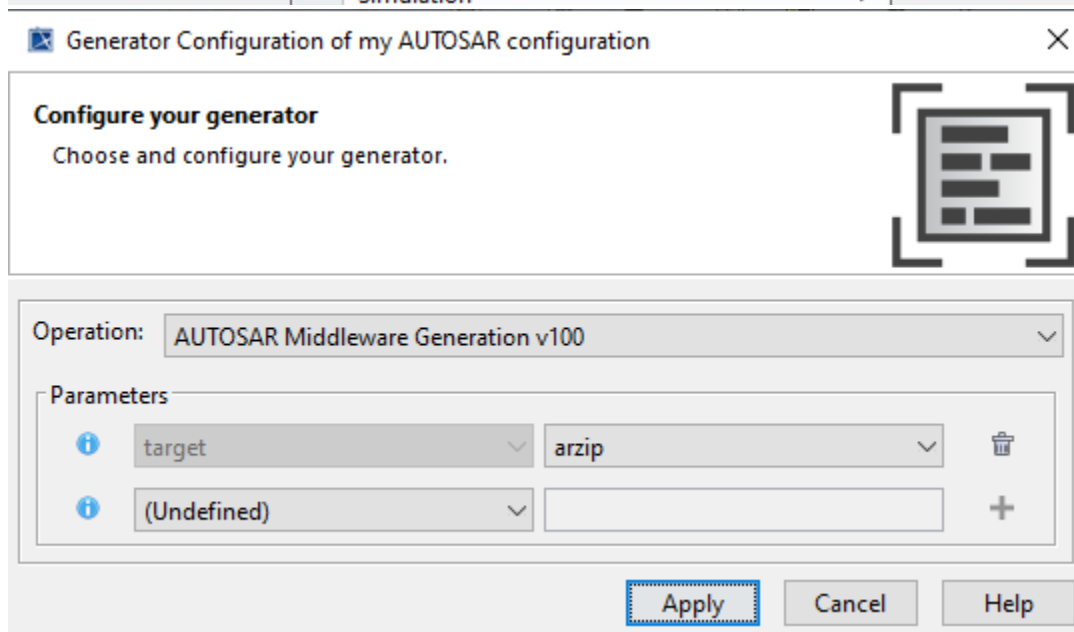 Simulation
Generator Configuration of my AUTOSAR configuration
Configure your generator
Choose and configure your generator.
Operation: AUTOSAR Middleware Generation v100
Parameters
target arzip
(Undefined)
Apply Cancel Help